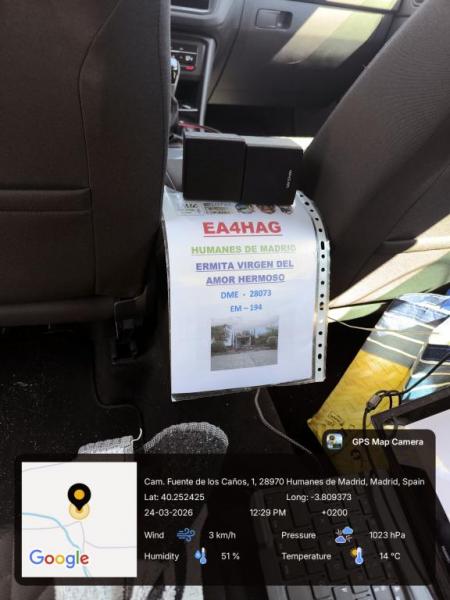 EA4HAG
HUMANES DE MADRID
ERMITA VIRGEN DEL
AMOR HERMOSO
DME - 28073
EM – 194
GPS Map Camera
Cam. Fuente de los Caños, 1, 28970 Humanes de Madrid, Madrid, Spain
Lat: 40.252425 Long: -3.809373
24-03-2026 12:29 PM +0200
Wind 3 km/h Pressure 1023 hPa
Humidity 51 % Temperature 14 °C
Google